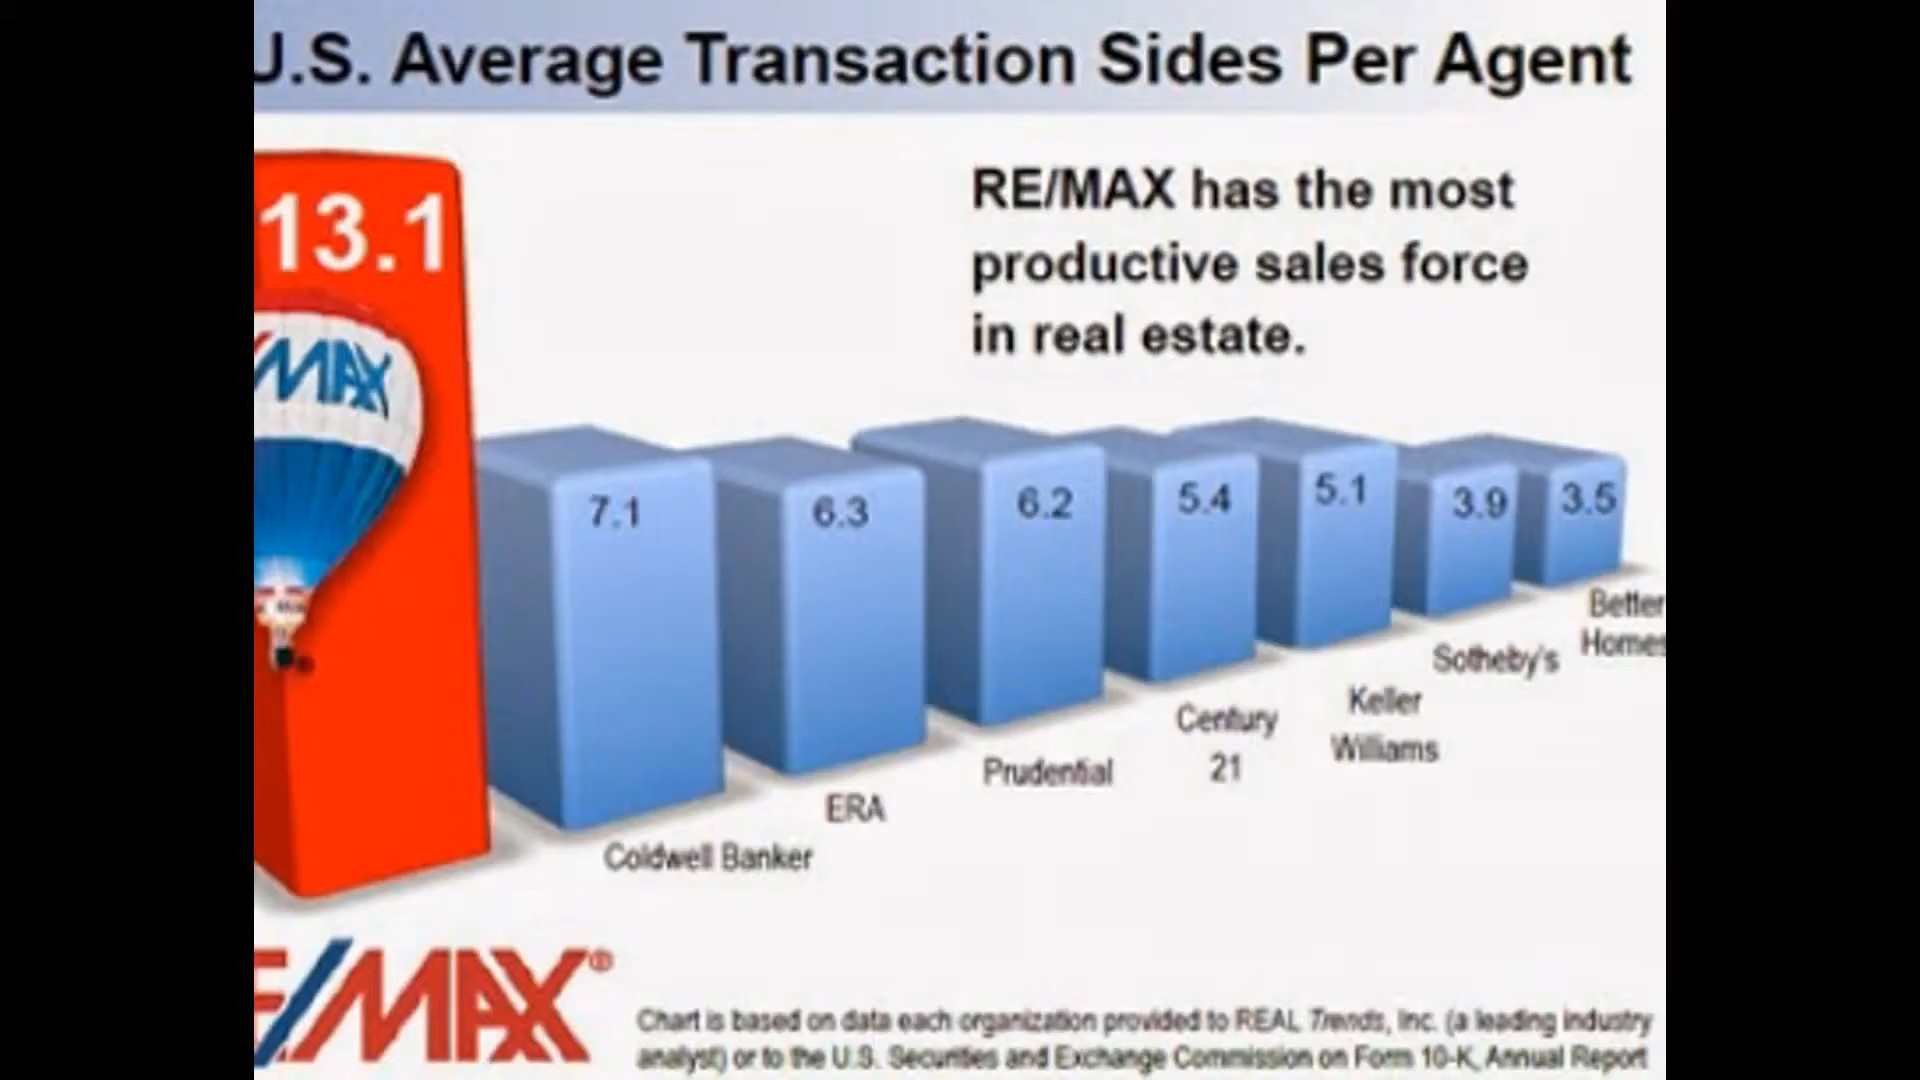 U.S. Average Transaction Sides Per Agent
13.1
RE/MAX has the most
productive sales force
in real estate.
/MAX
7.1
6.3
6.2
5.4
5.1
3.9
3.5
Better
Homes
Sotheby's
Keller
Williams
Century
21
Prudential
ERA
Coldwell Banker
E/MAX®
Chart is based on data each organization provided to REAL Trends, Inc. (a leading industry
analyst) or to the U.S. Securities and Exchange Commission on Form 10-K, Annual Report